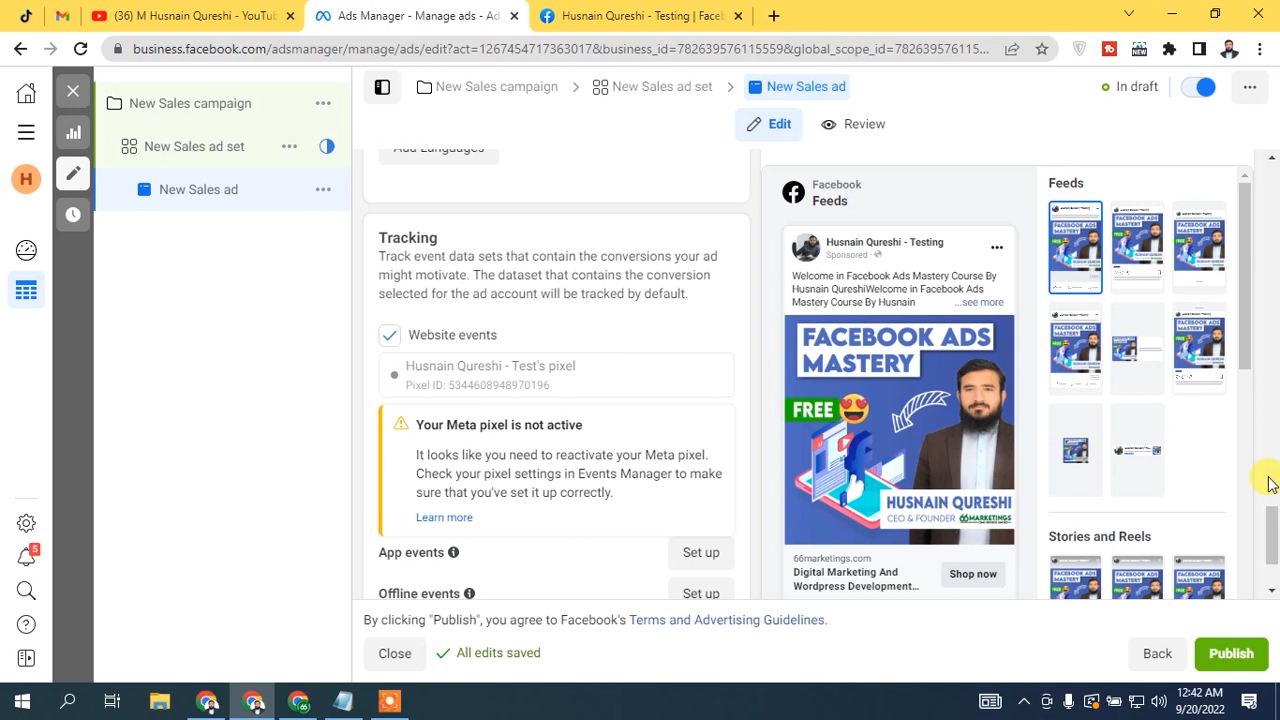 (36) M Husnain Qureshi - YouTu
Ads Manager - Manage ads - Ad
Husnain Qureshi - Testing | Faceb
business.facebook.com/adsmanager/manage/ads/edit?act=1267454717363017&business_id=782639576115559&global_scope_id=782639576115...
New Sales campaign
New Sales ad set
New Sales ad
H
5
New Sales campaign > New Sales ad set > New Sales ad
In draft
Edit
Review
Add Languages
Tracking
Track event data sets that contain the conversions your ad
might motivate. The dataset that contains the conversion
selected for the ad account will be tracked by default.
Website events
Husnain Qureshi - Test's pixel
Pixel ID: 5344608948970196
Your Meta pixel is not active
It looks like you need to reactivate your Meta pixel.
Check your pixel settings in Events Manager to make
sure that you've set it up correctly.
Learn more
App events
Set up
Offline events
Set up
Facebook
Feeds
Husnain Qureshi - Testing
Sponsored
Welcome in Facebook Ads Mastery Course By
Husnain QureshiWelcome in Facebook Ads
Mastery Course By Husnain ...see more
FACEBOOK ADS
MASTERY
FREE
HUSNAIN QURESHI
CEO & FOUNDER 66MARKETINGS
66marketings.com
Digital Marketing And
Wordpress Development...
Shop now
Feeds
Stories and Reels
By clicking "Publish", you agree to Facebook's Terms and Advertising Guidelines.
Close
All edits saved
Back
Publish
12:42 AM
9/20/2022